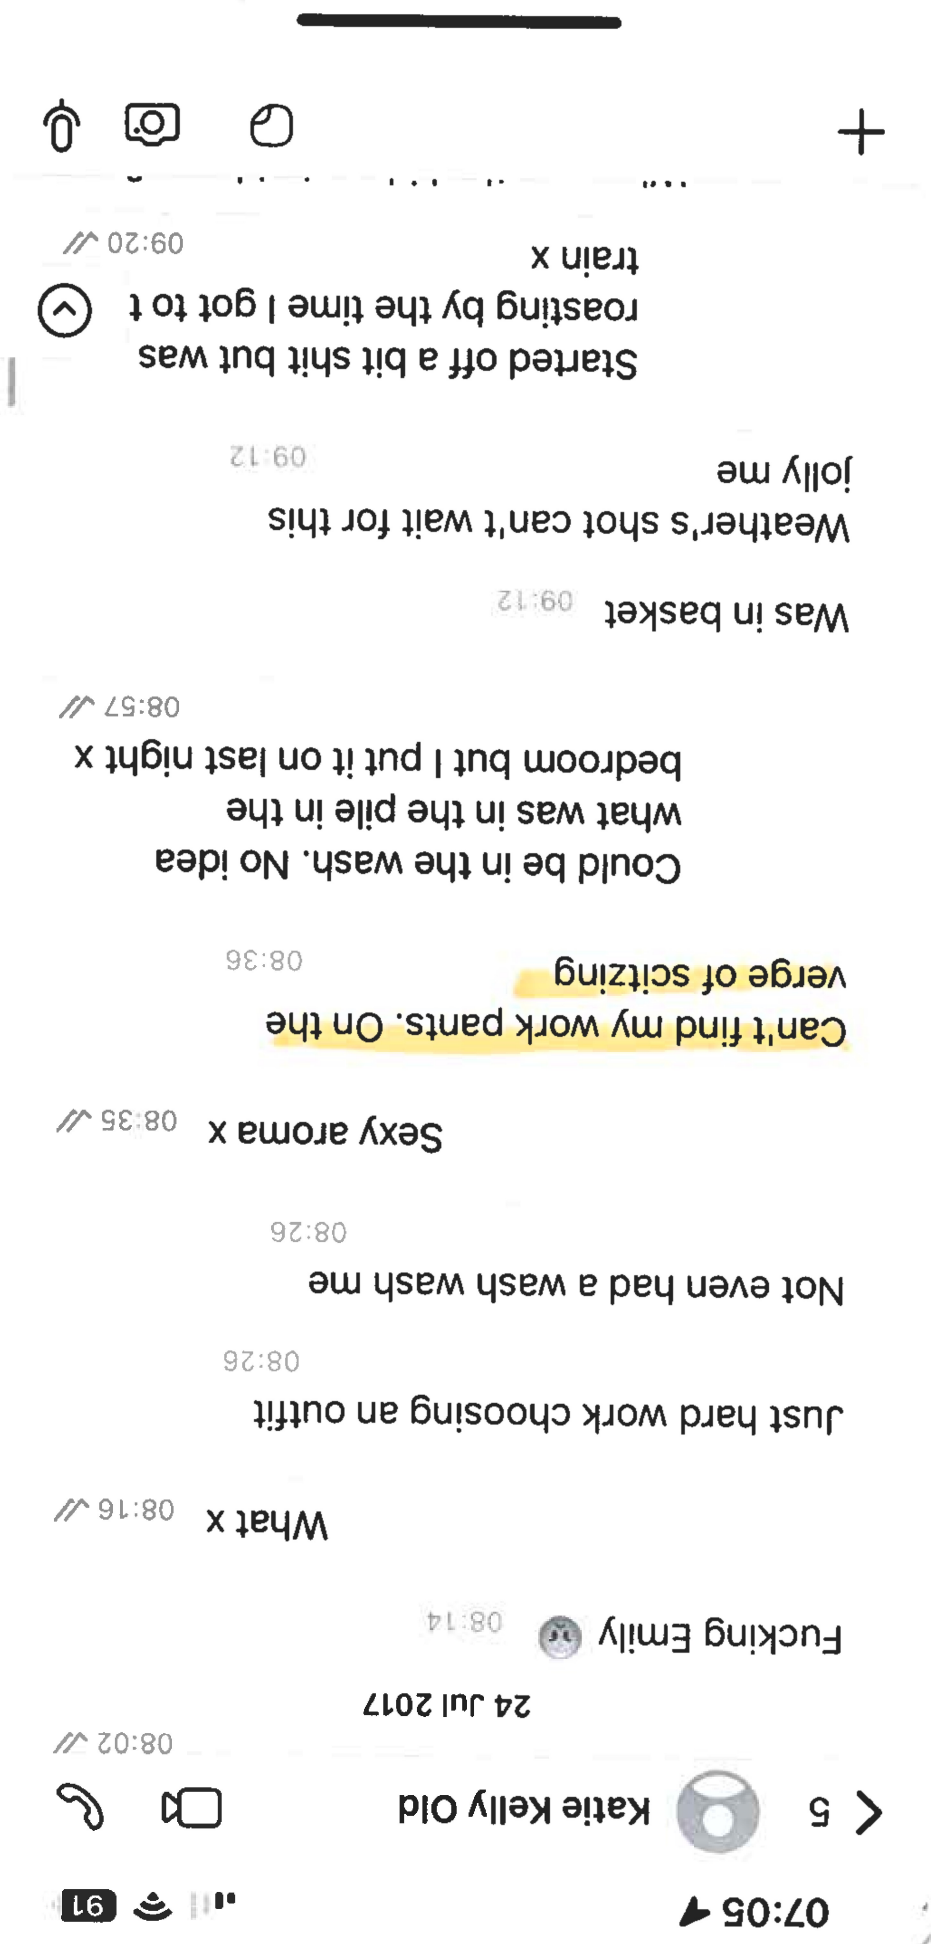 07:05
91
5
Katie Kelly Old
08:02
24 Jul 2017
Fucking Emily
08:14
What x
08:16
Just hard work choosing an outfit
08:26
Not even had a wash wash me
08:26
Sexy aroma x
08:35
Can't find my work pants. On the
verge of scitzing
08:36
Could be in the wash. No idea
what was in the pile in the
bedroom but I put it on last night x
08:57
Was in basket
09:12
Weather's shot can't wait for this
jolly me
09:12
Started off a bit shit but was
roasting by the time I got to t
train x
09:20